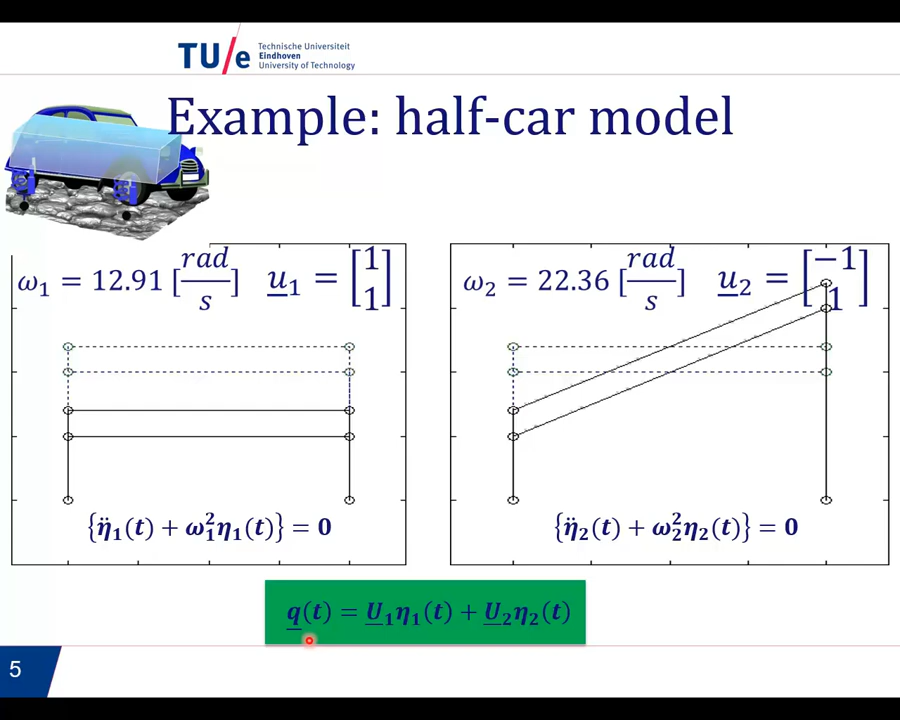 TU/e Technische Universiteit
Eindhoven
University of Technology
Example: half-car model
ω₁ = 12.91 [rad/s] u₁ = [1 1]
ω₂ = 22.36 [rad/s] u₂ = [−1 1]
{η̈₁(t) + ω₁²η₁(t)} = 0
{η̈₂(t) + ω₂²η₂(t)} = 0
q(t) = U₁η₁(t) + U₂η₂(t)
5